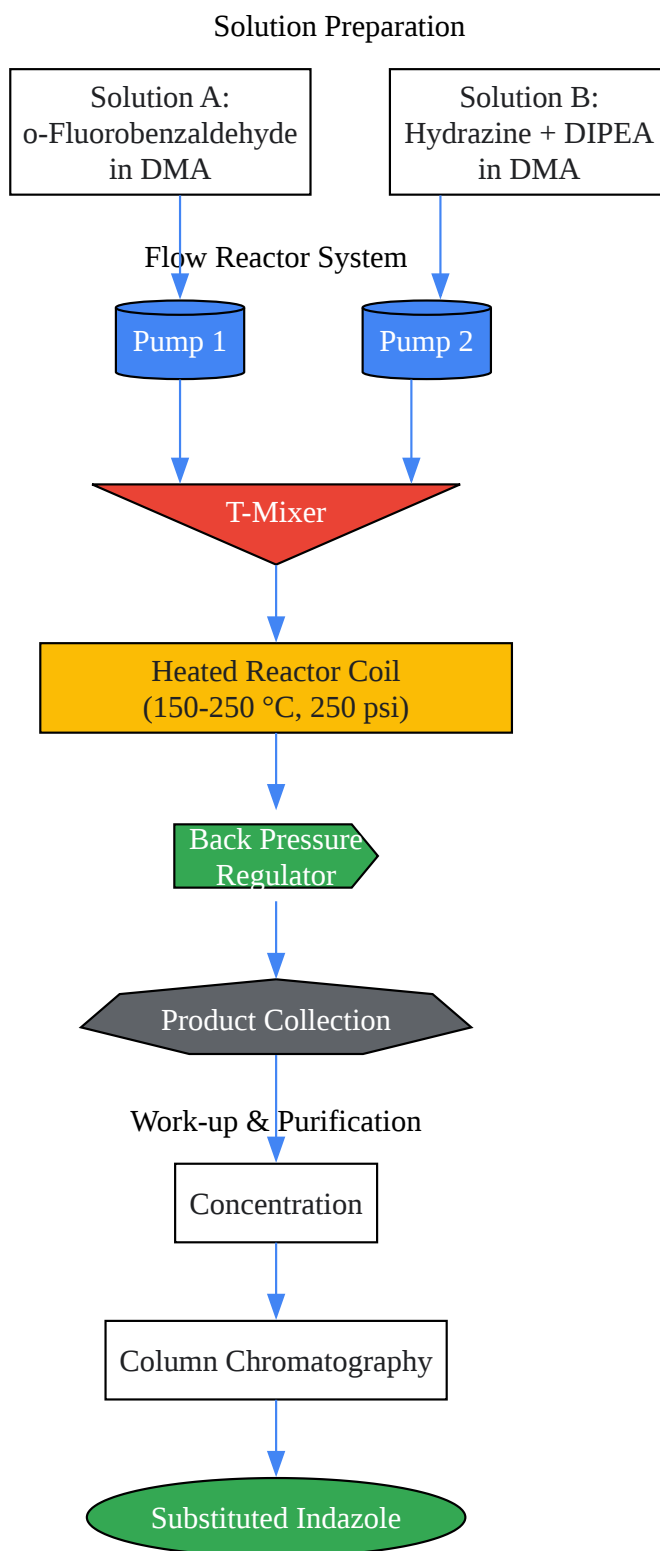 Solution Preparation
Solution A:
o-Fluorobenzaldehyde
in DMA
Solution B:
Hydrazine + DIPEA
in DMA
Flow Reactor System
Pump 1
Pump 2
T-Mixer
Heated Reactor Coil
(150-250 °C, 250 psi)
Back Pressure
Regulator
Product Collection
Work-up & Purification
Concentration
Column Chromatography
Substituted Indazole